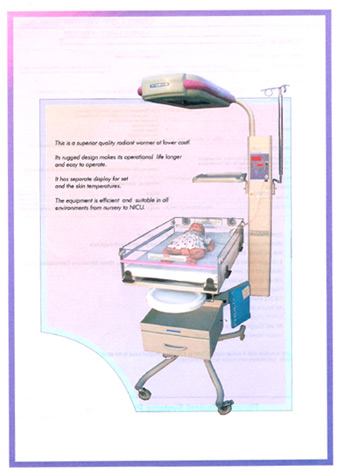 This is a superior quality radiant warmer at lower cost!
Its rugged design makes its operational life longer
and easy to operate.
It has separate display for set
and the skin temperatures.
The equipment is efficient and suitable in all
environments from nursery to NICU.